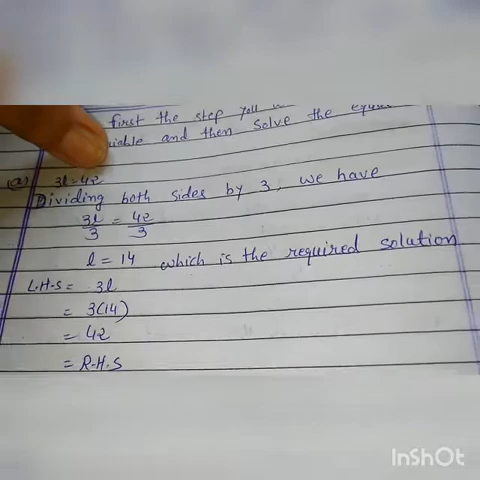 first the step you
and then solve the
(a) 3l = 42
Dividing both sides by 3, we have
3l/3 = 42/3
l = 14 which is the required solution
L.H.S = 3l
= 3(14)
= 42
= R.H.S
InShOt